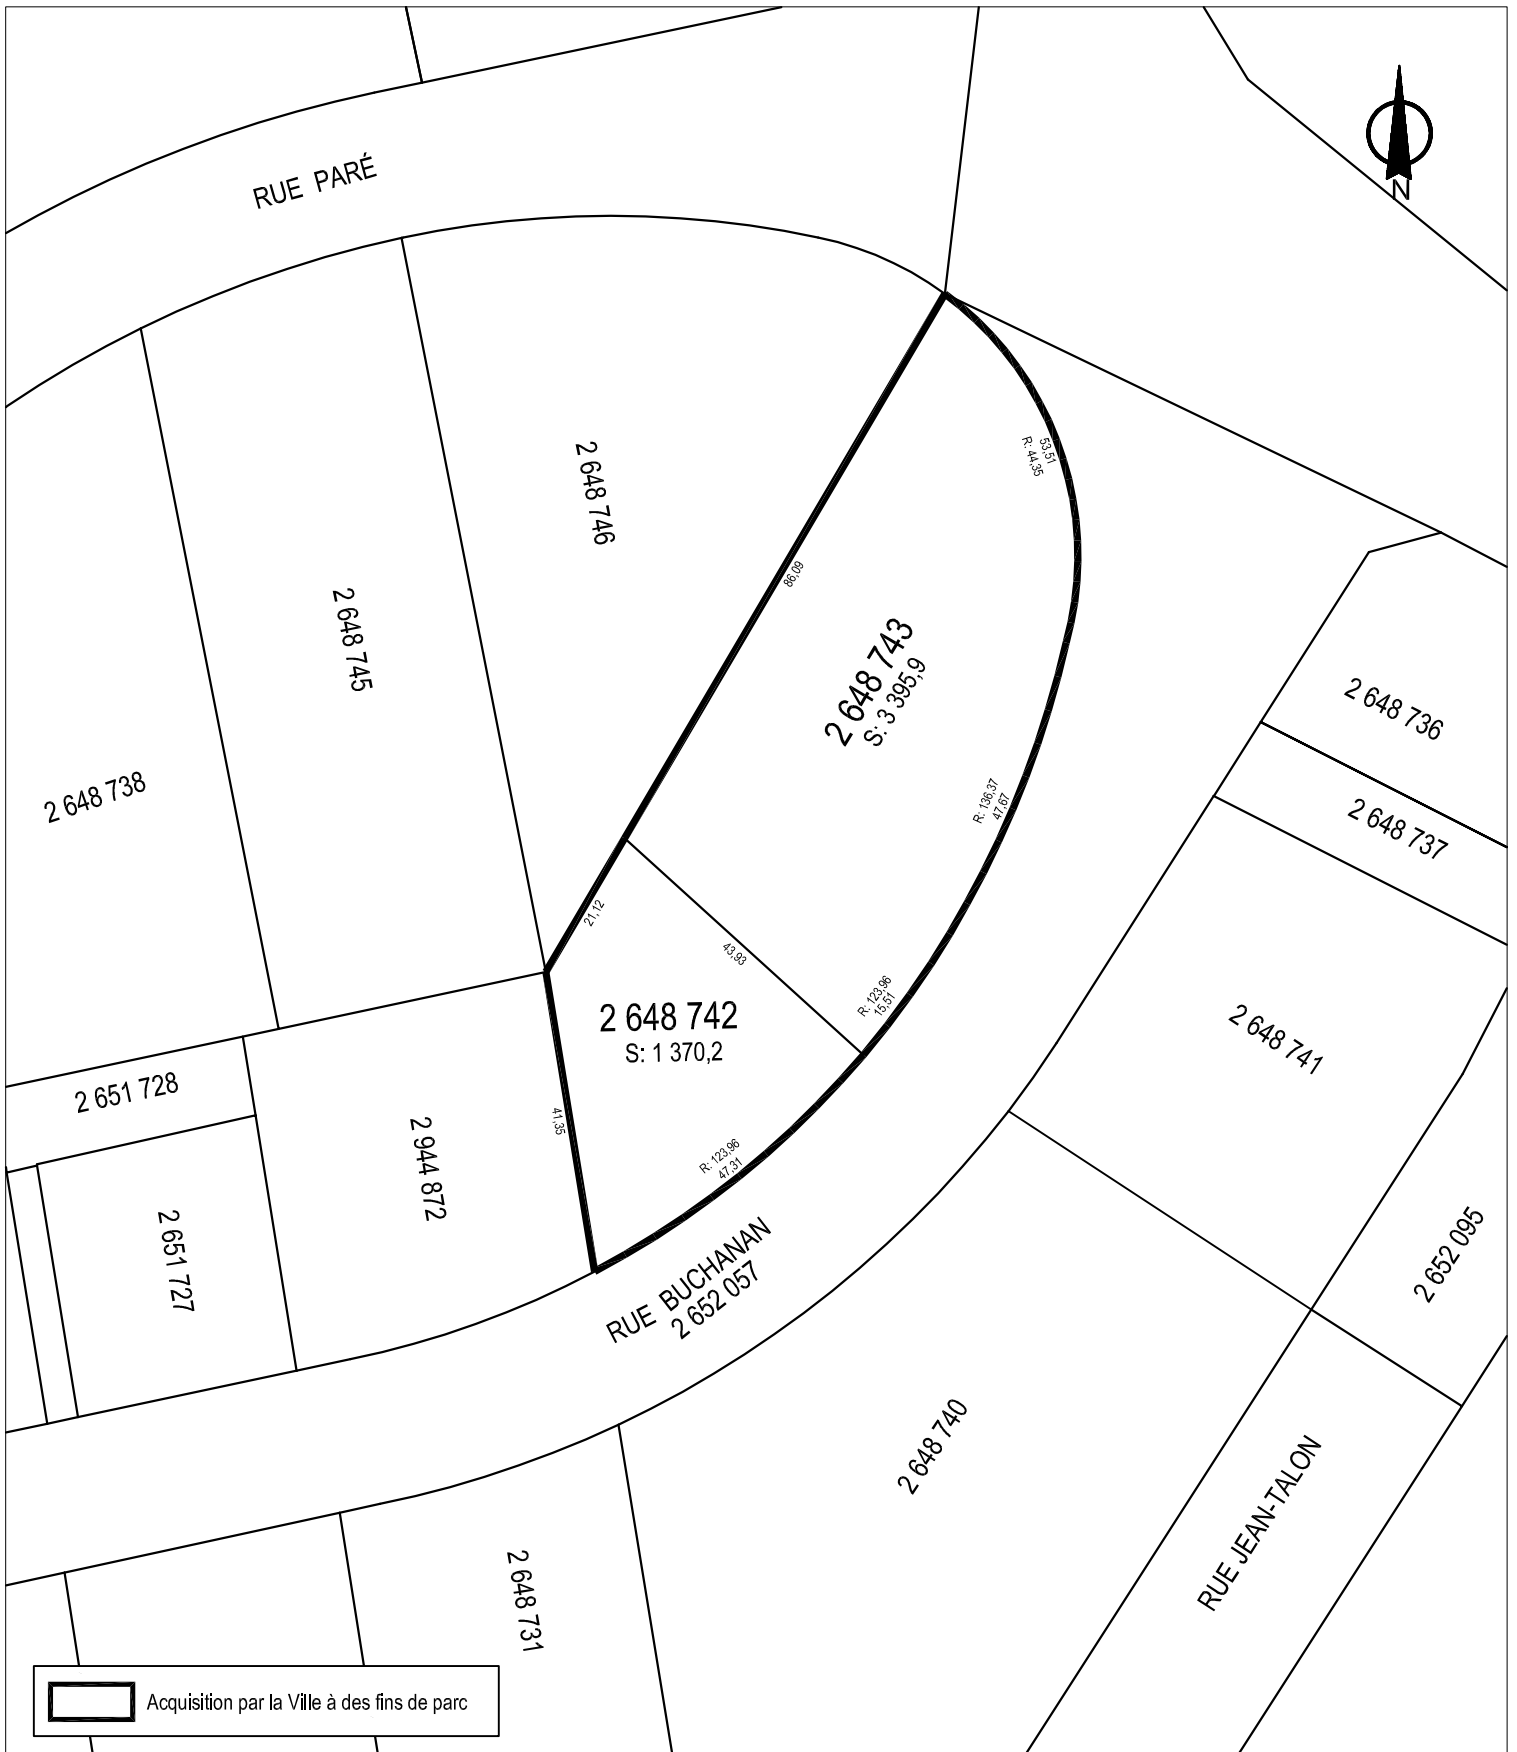 RUE PARÉ
N
2 648 746
53,51
R: 44,35
86,09
2 648 745
2 648 743
S: 3 395,9
2 648 736
2 648 738
R: 136,37
47,67
2 648 737
21,12
43,93
R: 123,96
15,51
2 648 742
S: 1 370,2
2 648 741
2 651 728
41,35
2 944 872
R: 123,96
47,31
2 651 727
RUE BUCHANAN
2 652 057
2 652 095
2 648 740
RUE JEAN-TALON
2 648 731
Acquisition par la Ville à des fins de parc